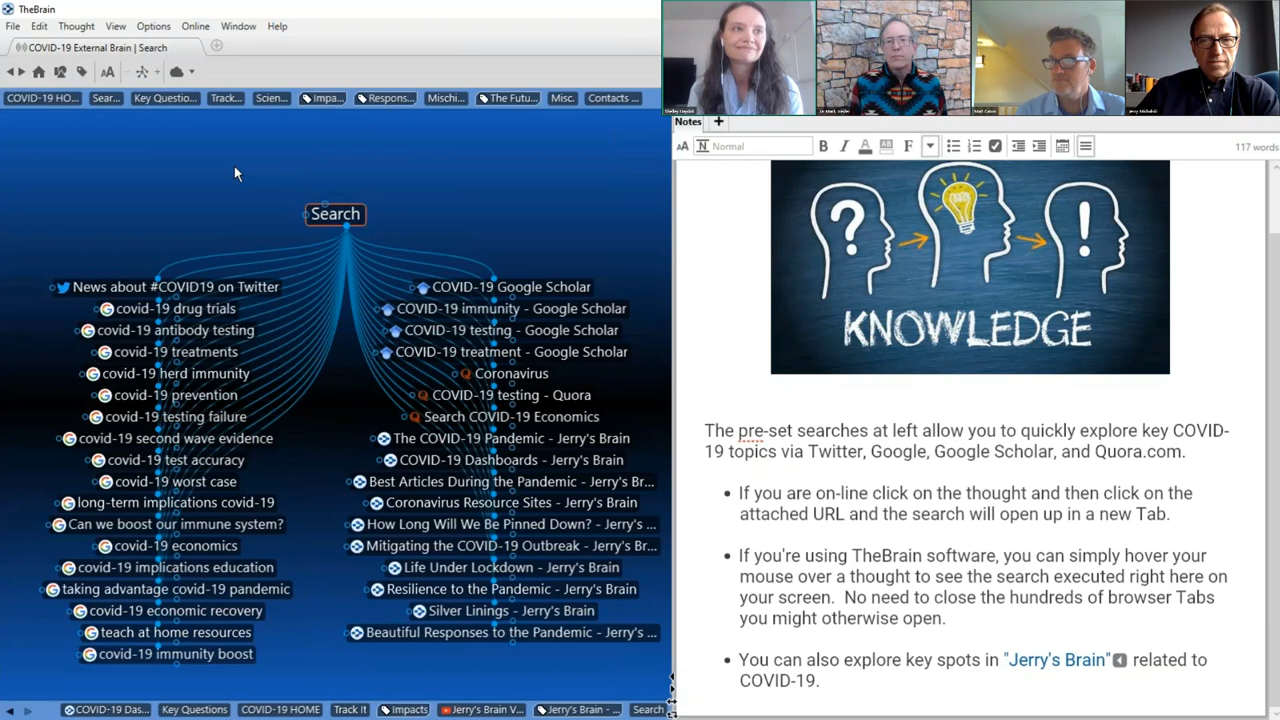 TheBrain
File Edit Thought View Options Online Window Help
COVID-19 External Brain | Search
COVID-19 HO... Sear... Key Questio... Track... Scien... Impa... Respons... Mischi... The Futu... Misc. Contacts ...
Search
News about #COVID19 on Twitter
covid-19 drug trials
covid-19 antibody testing
covid-19 treatments
covid-19 herd immunity
covid-19 prevention
covid-19 testing failure
covid-19 second wave evidence
covid-19 test accuracy
covid-19 worst case
long-term implications covid-19
Can we boost our immune system?
covid-19 economics
covid-19 implications education
taking advantage covid-19 pandemic
covid-19 economic recovery
teach at home resources
covid-19 immunity boost
COVID-19 Google Scholar
COVID-19 immunity - Google Scholar
COVID-19 testing - Google Scholar
COVID-19 treatment - Google Scholar
Coronavirus
COVID-19 testing - Quora
Search COVID-19 Economics
The COVID-19 Pandemic - Jerry's Brain
COVID-19 Dashboards - Jerry's Brain
Best Articles During the Pandemic - Jerry's Br...
Coronavirus Resource Sites - Jerry's Brain
How Long Will We Be Pinned Down? - Jerry's ...
Mitigating the COVID-19 Outbreak - Jerry's Br...
Life Under Lockdown - Jerry's Brain
Resilience to the Pandemic - Jerry's Brain
Silver Linings - Jerry's Brain
Beautiful Responses to the Pandemic - Jerry's ...
COVID-19 Das... Key Questions COVID-19 HOME Track It Impacts Jerry's Brain V... Jerry's Brain - ... Search
Notes
Normal
117 words
KNOWLEDGE
The pre-set searches at left allow you to quickly explore key COVID-
19 topics via Twitter, Google, Google Scholar, and Quora.com.
• If you are on-line click on the thought and then click on the
attached URL and the search will open up in a new Tab.
• If you're using TheBrain software, you can simply hover your
mouse over a thought to see the search executed right here on
your screen. No need to close the hundreds of browser Tabs
you might otherwise open.
• You can also explore key spots in "Jerry's Brain" related to
COVID-19.